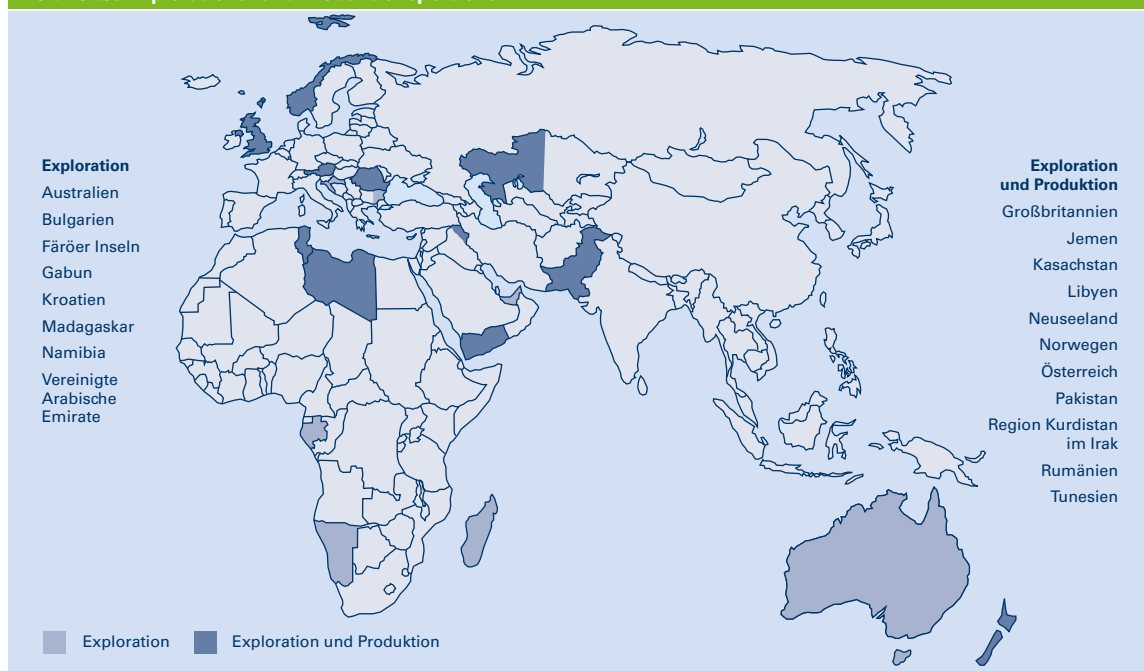 Exploration
Australien
Bulgarien
Färöer Inseln
Gabun
Kroatien
Madagaskar
Namibia
Vereinigte
Arabische
Emirate
Exploration
und Produktion
Großbritannien
Jemen
Kasachstan
Libyen
Neuseeland
Norwegen
Österreich
Pakistan
Region Kurdistan
im Irak
Rumänien
Tunesien
Exploration
Exploration und Produktion